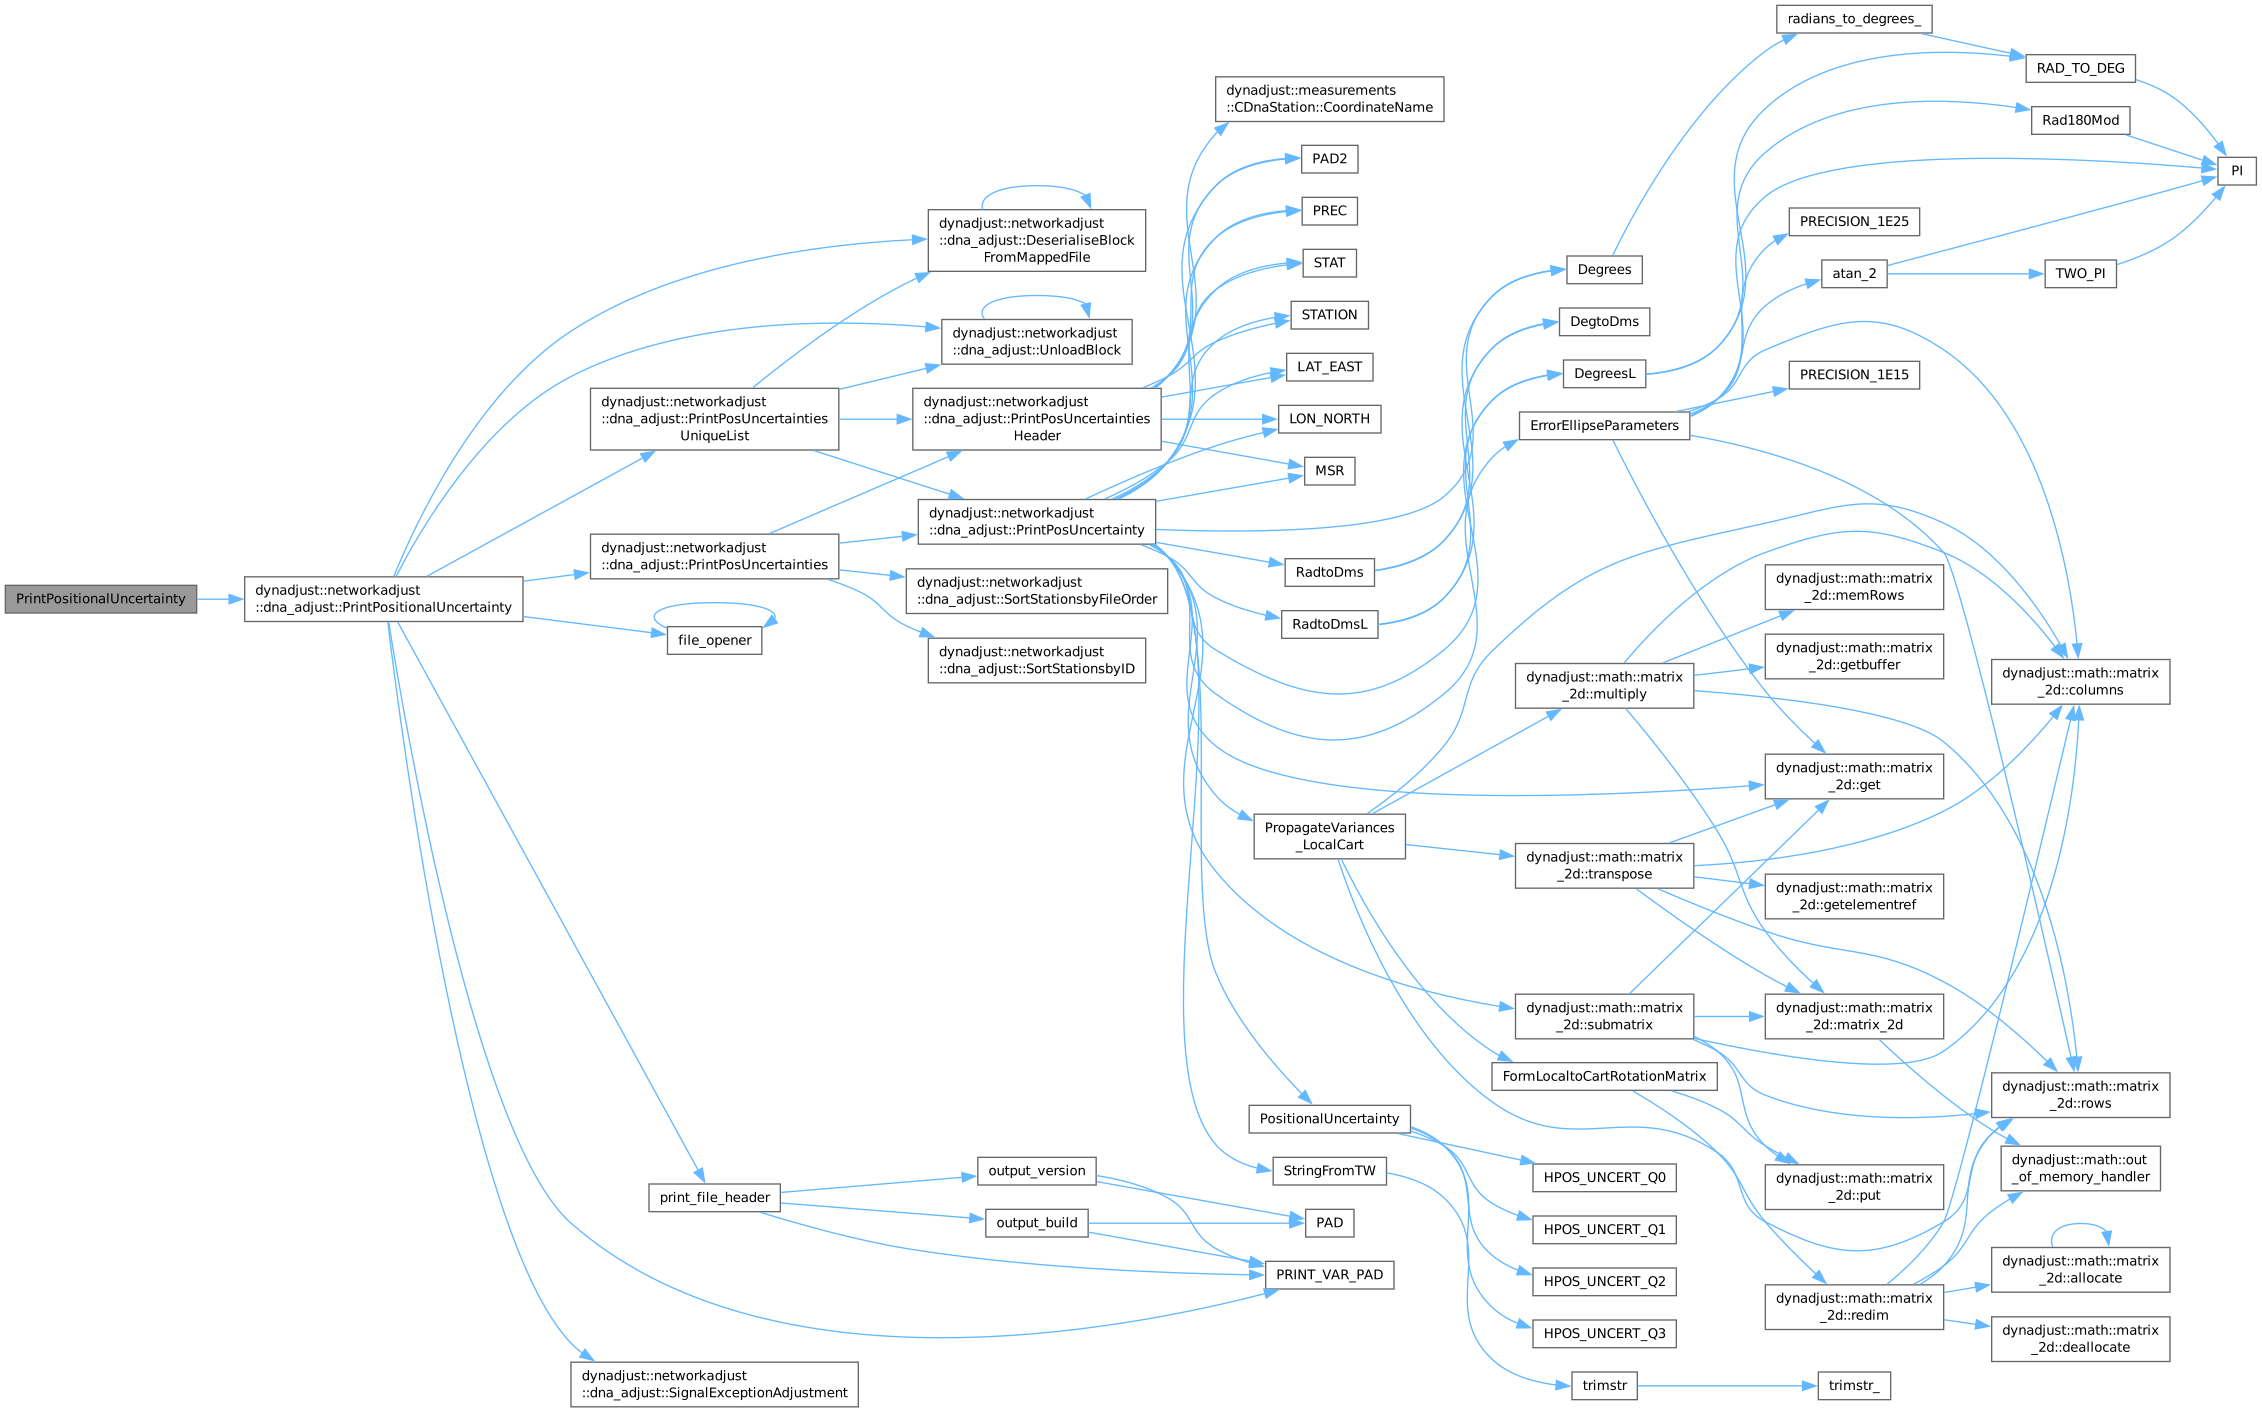 PrintPositionalUncertainty
dynadjust::networkadjust
::dna_adjust::PrintPositionalUncertainty
dynadjust::networkadjust
::dna_adjust::DeserialiseBlock
FromMappedFile
dynadjust::networkadjust
::dna_adjust::UnloadBlock
dynadjust::networkadjust
::dna_adjust::PrintPosUncertainties
UniqueList
dynadjust::networkadjust
::dna_adjust::PrintPosUncertainties
Header
dynadjust::networkadjust
::dna_adjust::PrintPosUncertainty
dynadjust::networkadjust
::dna_adjust::PrintPosUncertainties
dynadjust::networkadjust
::dna_adjust::SortStationsbyFileOrder
file_opener
dynadjust::networkadjust
::dna_adjust::SortStationsbyID
print_file_header
output_version
output_build
PAD
PRINT_VAR_PAD
dynadjust::networkadjust
::dna_adjust::SignalExceptionAdjustment
dynadjust::measurements
::CDnaStation::CoordinateName
PAD2
PREC
STAT
STATION
LAT_EAST
LON_NORTH
MSR
RadtoDms
RadtoDmsL
PropagateVariances
_LocalCart
PositionalUncertainty
StringFromTW
Degrees
DegtoDms
DegreesL
ErrorEllipseParameters
dynadjust::math::matrix
_2d::multiply
dynadjust::math::matrix
_2d::transpose
dynadjust::math::matrix
_2d::submatrix
FormLocaltoCartRotationMatrix
HPOS_UNCERT_Q0
HPOS_UNCERT_Q1
HPOS_UNCERT_Q2
HPOS_UNCERT_Q3
trimstr
trimstr_
radians_to_degrees_
RAD_TO_DEG
Rad180Mod
PI
PRECISION_1E25
atan_2
TWO_PI
PRECISION_1E15
dynadjust::math::matrix
_2d::memRows
dynadjust::math::matrix
_2d::getbuffer
dynadjust::math::matrix
_2d::columns
dynadjust::math::matrix
_2d::get
dynadjust::math::matrix
_2d::getelementref
dynadjust::math::matrix
_2d::matrix_2d
dynadjust::math::matrix
_2d::rows
dynadjust::math::out
_of_memory_handler
dynadjust::math::matrix
_2d::put
dynadjust::math::matrix
_2d::allocate
dynadjust::math::matrix
_2d::redim
dynadjust::math::matrix
_2d::deallocate